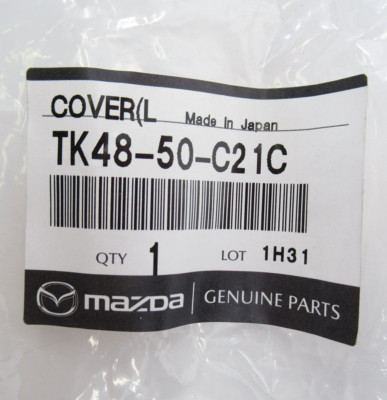 COVER(L Made In Japan
TK48-50-C21C
QTY 1 LOT 1H31
mazda GENUINE PARTS